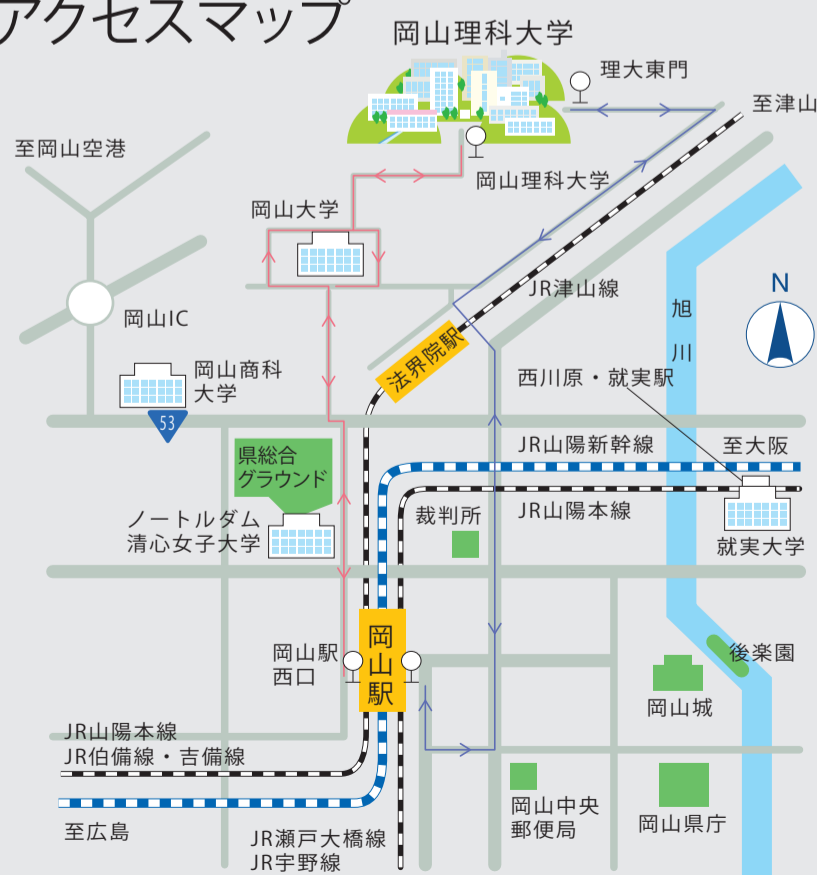 アクセスマップ
岡山理科大学
理大東門
至津山
至岡山空港
岡山理科大学
岡山大学
JR津山線
旭川
N
岡山IC
法界院駅
岡山商科
大学
西川原・就実駅
53
県総合
グラウンド
JR山陽新幹線
至大阪
ノートルダム
清心女子大学
裁判所
JR山陽本線
就実大学
岡山駅
西口
岡山駅
後楽園
岡山城
JR山陽本線
JR伯備線・吉備線
岡山中央
郵便局
岡山県庁
至広島
JR瀬戸大橋線
JR宇野線